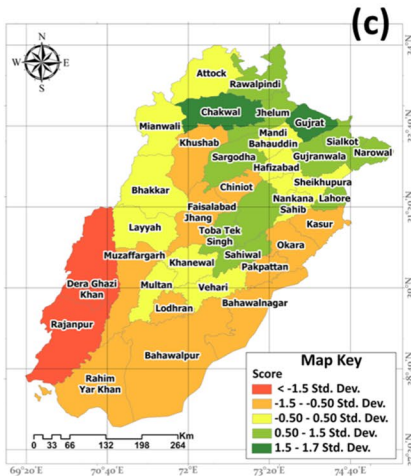 (c)
N
W E
S
Attock
Rawalpindi
Chakwal
Jhelum
Gujrat
Mianwali
Khushab
Mandi
Bahauddin
Sialkot
Narowal
Sargodha
Gujranwala
Hafizabad
Sheikhupura
Bhakkar
Chiniot
Nankana
Sahib
Lahore
Faisalabad
Jhang
Kasur
Layyah
Toba Tek
Singh
Okara
Muzaffargarh
Khanewal
Sahiwal
Pakpattan
Dera Ghazi
Khan
Multan
Vehari
Bahawalnagar
Lodhran
Rajanpur
Bahawalpur
Rahim
Yar Khan
Map Key
Score
< -1.5 Std. Dev.
-1.5 - -0.50 Std. Dev.
-0.50 - 0.50 Std. Dev.
0.50 - 1.5 Std. Dev.
1.5 - 1.7 Std. Dev.
Km
0 33 66 132 198 264
69°20'E 70°40'E 72°E 73°20'E 74°40'E